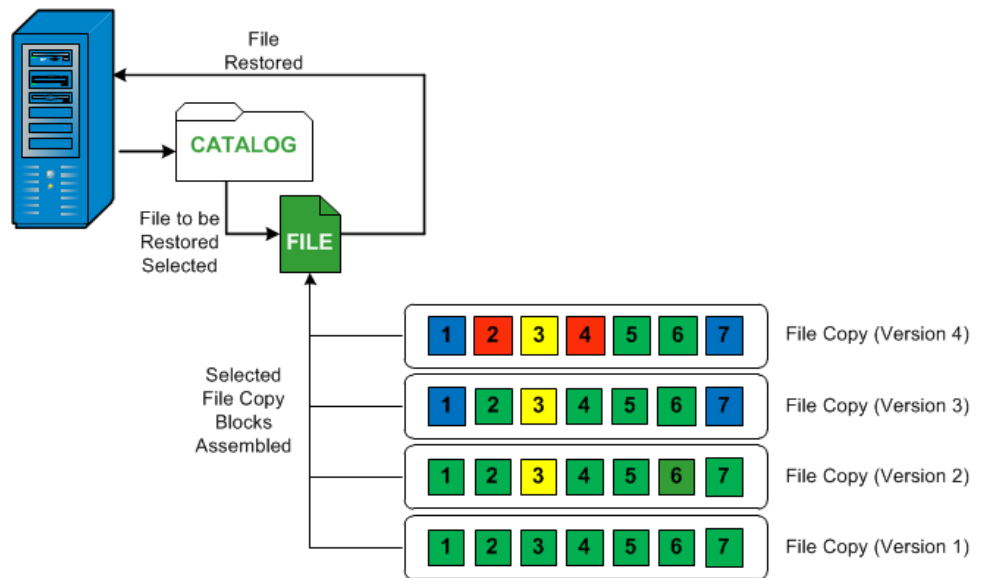 File
Restored
CATALOG
File to be
Restored
Selected
FILE
1 2 3 4 5 6 7 File Copy (Version 4)
Selected
File Copy
Blocks
Assembled
1 2 3 4 5 6 7 File Copy (Version 3)
1 2 3 4 5 6 7 File Copy (Version 2)
1 2 3 4 5 6 7 File Copy (Version 1)